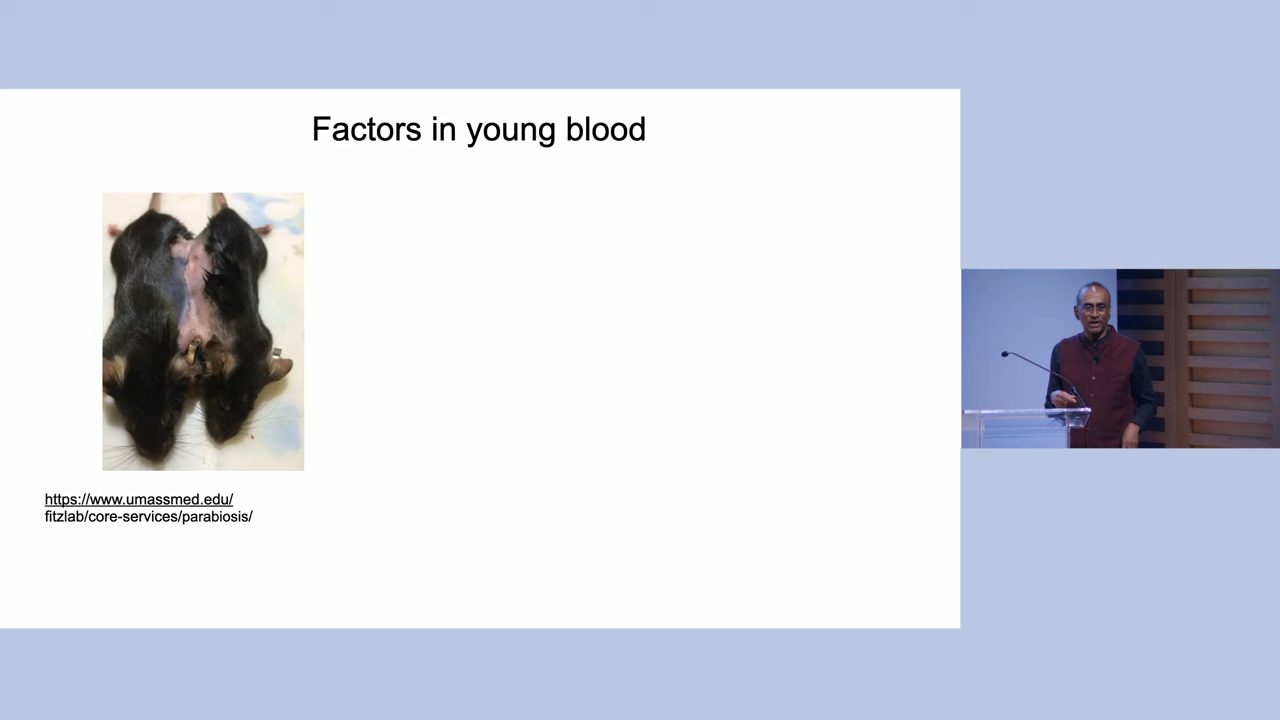 Factors in young blood
https://www.umassmed.edu/
fitzlab/core-services/parabiosis/